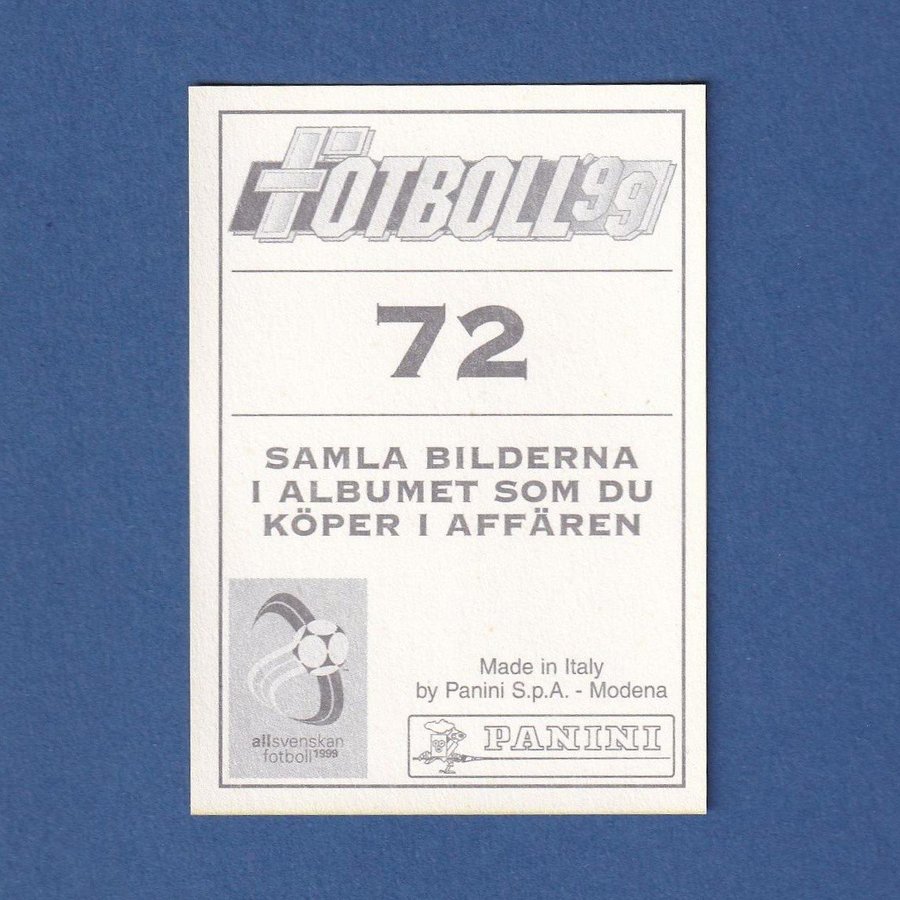 FOTBOLL'99
72
SAMLA BILDERNA
I ALBUMET SOM DU
KÖPER I AFFÄREN
allsvenskan
fotboll1999
Made in Italy
by Panini S.p.A. - Modena
PANINI